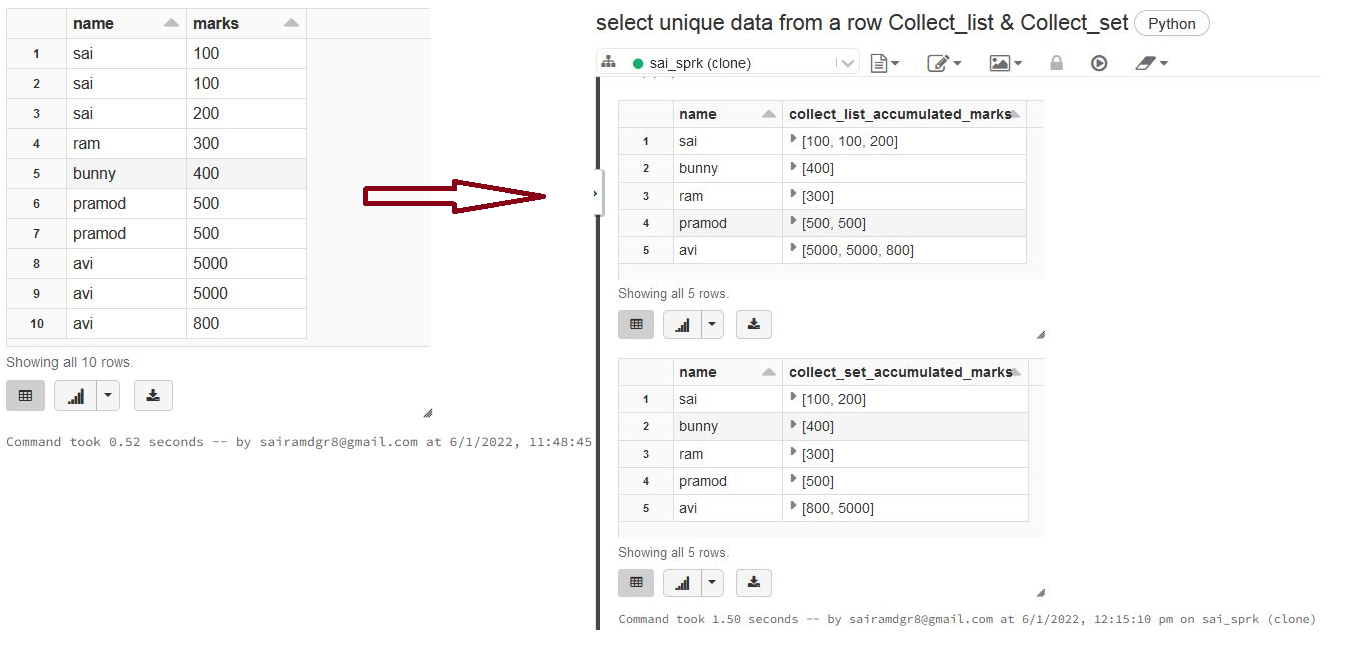 name marks
1 sai 100
2 sai 100
3 sai 200
4 ram 300
5 bunny 400
6 pramod 500
7 pramod 500
8 avi 5000
9 avi 5000
10 avi 800
Showing all 10 rows.
Command took 0.52 seconds -- by sairamdgr8@gmail.com at 6/1/2022, 11:48:45
select unique data from a row Collect_list & Collect_set Python
sai_sprk (clone)
name collect_list_accumulated_marks
1 sai [100, 100, 200]
2 bunny [400]
3 ram [300]
4 pramod [500, 500]
5 avi [5000, 5000, 800]
Showing all 5 rows.
name collect_set_accumulated_marks
1 sai [100, 200]
2 bunny [400]
3 ram [300]
4 pramod [500]
5 avi [800, 5000]
Showing all 5 rows.
Command took 1.50 seconds -- by sairamdgr8@gmail.com at 6/1/2022, 12:15:10 pm on sai_sprk (clone)